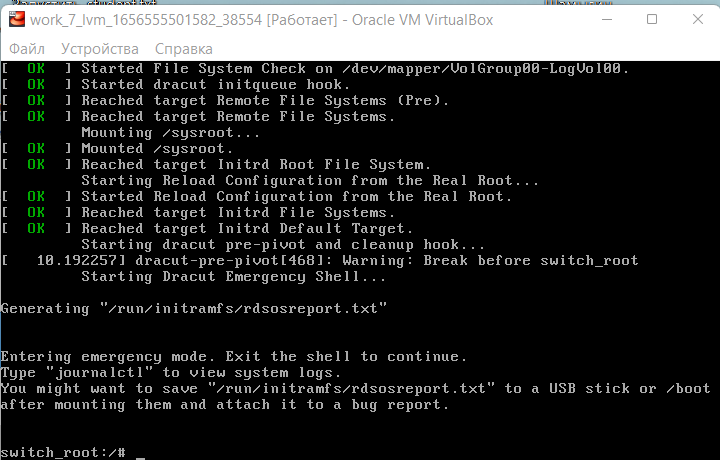 work_7_lvm_1656555501582_38554 [Работает] - Oracle VM VirtualBox
Файл Устройства Справка
[  OK  ] Started File System Check on /dev/mapper/VolGroup00-LogVol00.
[  OK  ] Started dracut initqueue hook.
[  OK  ] Reached target Remote File Systems (Pre).
[  OK  ] Reached target Remote File Systems.
Mounting /sysroot...
[  OK  ] Mounted /sysroot.
[  OK  ] Reached target Initrd Root File System.
Starting Reload Configuration from the Real Root...
[  OK  ] Started Reload Configuration from the Real Root.
[  OK  ] Reached target Initrd File Systems.
[  OK  ] Reached target Initrd Default Target.
Starting dracut pre-pivot and cleanup hook...
[   10.192257] dracut-pre-pivot[468]: Warning: Break before switch_root
Starting Dracut Emergency Shell...
Generating "/run/initramfs/rdsosreport.txt"
Entering emergency mode. Exit the shell to continue.
Type "journalctl" to view system logs.
You might want to save "/run/initramfs/rdsosreport.txt" to a USB stick or /boot
after mounting them and attach it to a bug report.
switch_root:/# _